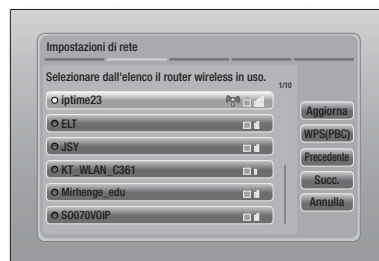 Impostazioni di rete
Selezionare dall'elenco il router wireless in uso.
1/10
iptime23
ELT
JSY
KT_WLAN_C361
Mirhenge_edu
SO070VOIP
Aggiorna
WPS(PBC)
Precedente
Succ.
Annulla